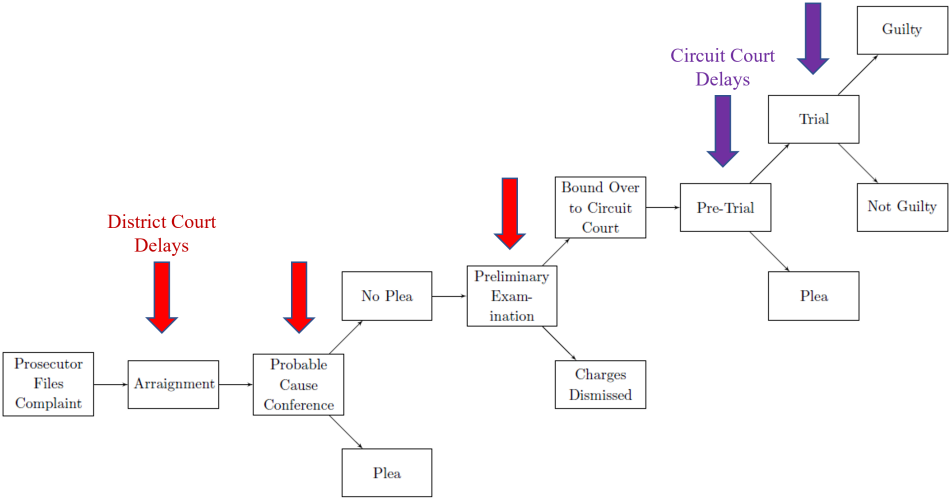 Guilty
Circuit Court
Delays
Trial
Bound Over
to Circuit
Court
Pre-Trial
Not Guilty
District Court
Delays
No Plea
Preliminary
Exam-
ination
Plea
Prosecutor
Files
Complaint
Arraignment
Probable
Cause
Conference
Charges
Dismissed
Plea